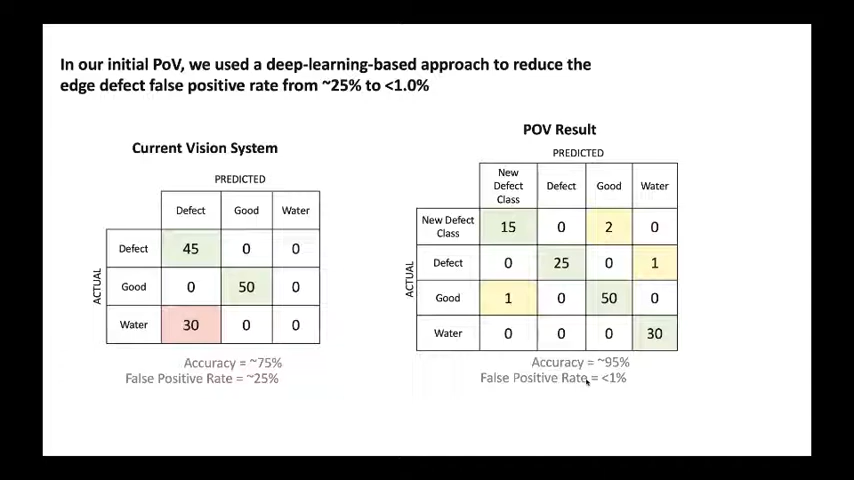 In our initial PoV, we used a deep-learning-based approach to reduce the
edge defect false positive rate from ~25% to <1.0%
Current Vision System
PREDICTED
Defect Good Water
ACTUAL
Defect 45 0 0
Good 0 50 0
Water 30 0 0
Accuracy = ~75%
False Positive Rate = ~25%
POV Result
PREDICTED
New
Defect
Class
Defect Good Water
ACTUAL
New Defect
Class
15 0 2 0
Defect 0 25 0 1
Good 1 0 50 0
Water 0 0 0 30
Accuracy = ~95%
False Positive Rate = <1%